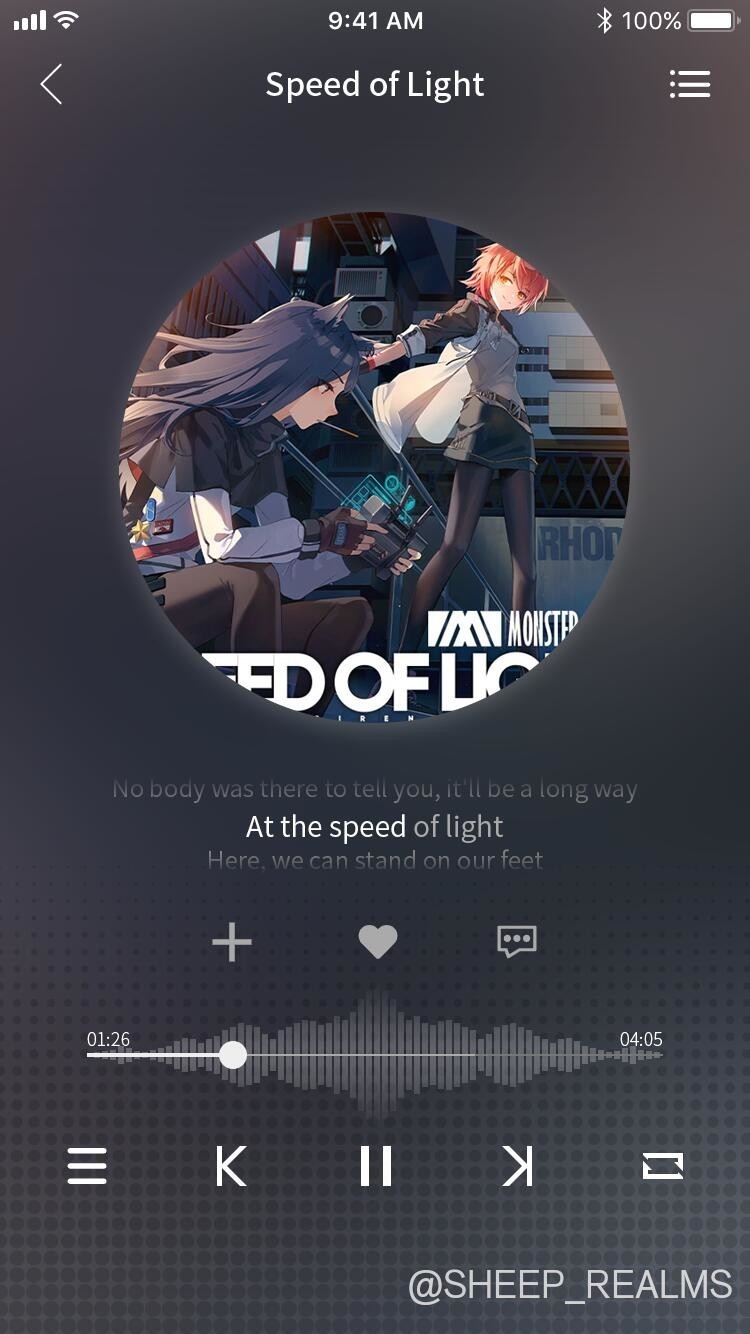 9:41 AM 100%
Speed of Light
RHOD
MONSTER
EED OF LIG
IREN
No body was there to tell you, it'll be a long way
At the speed of light
Here, we can stand on our feet
01:26 04:05
@SHEEP_REALMS